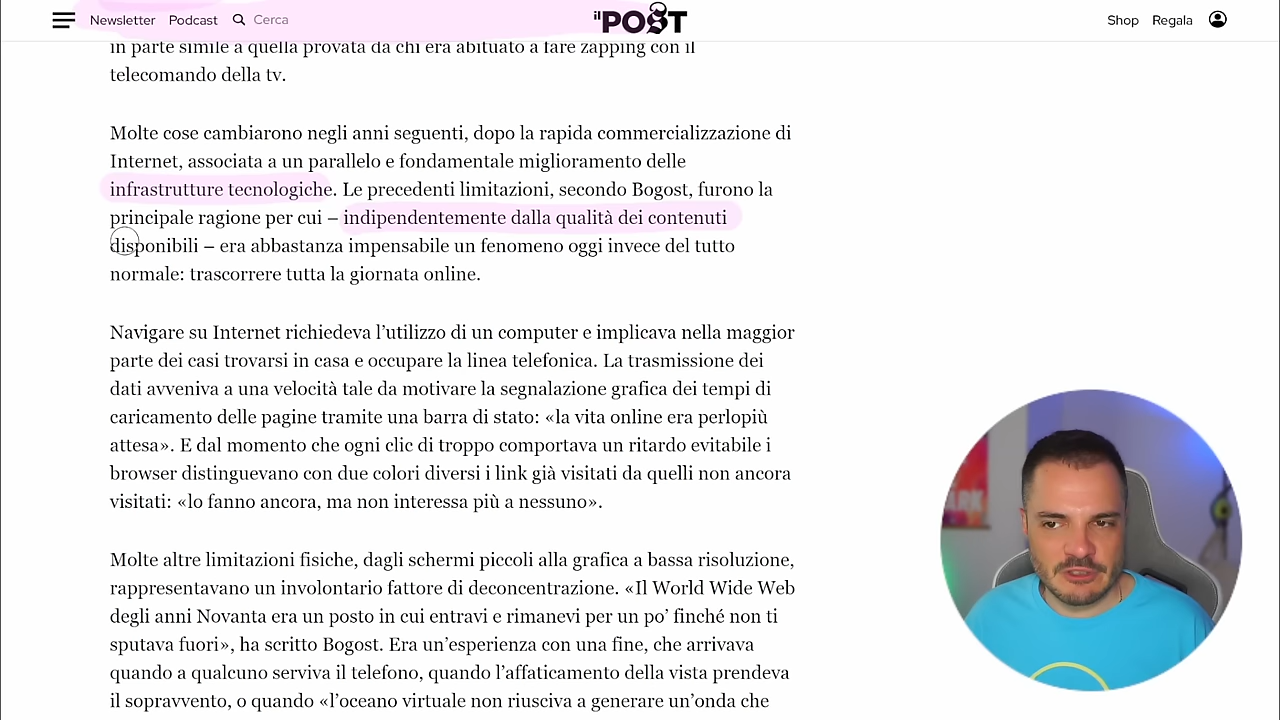 Newsletter Podcast Cerca il POST Shop Regala
in parte simile a quella provata da chi era abituato a fare zapping con il
telecomando della tv.
Molte cose cambiarono negli anni seguenti, dopo la rapida commercializzazione di
Internet, associata a un parallelo e fondamentale miglioramento delle
infrastrutture tecnologiche. Le precedenti limitazioni, secondo Bogost, furono la
principale ragione per cui – indipendentemente dalla qualità dei contenuti
disponibili – era abbastanza impensabile un fenomeno oggi invece del tutto
normale: trascorrere tutta la giornata online.
Navigare su Internet richiedeva l’utilizzo di un computer e implicava nella maggior
parte dei casi trovarsi in casa e occupare la linea telefonica. La trasmissione dei
dati avveniva a una velocità tale da motivare la segnalazione grafica dei tempi di
caricamento delle pagine tramite una barra di stato: «la vita online era perlopiù
attesa». E dal momento che ogni clic di troppo comportava un ritardo evitabile i
browser distinguevano con due colori diversi i link già visitati da quelli non ancora
visitati: «lo fanno ancora, ma non interessa più a nessuno».
Molte altre limitazioni fisiche, dagli schermi piccoli alla grafica a bassa risoluzione,
rappresentavano un involontario fattore di deconcentrazione. «Il World Wide Web
degli anni Novanta era un posto in cui entravi e rimanevi per un po’ finché non ti
sputava fuori», ha scritto Bogost. Era un’esperienza con una fine, che arrivava
quando a qualcuno serviva il telefono, quando l’affaticamento della vista prendeva
il sopravvento, o quando «l’oceano virtuale non riusciva a generare un’onda che